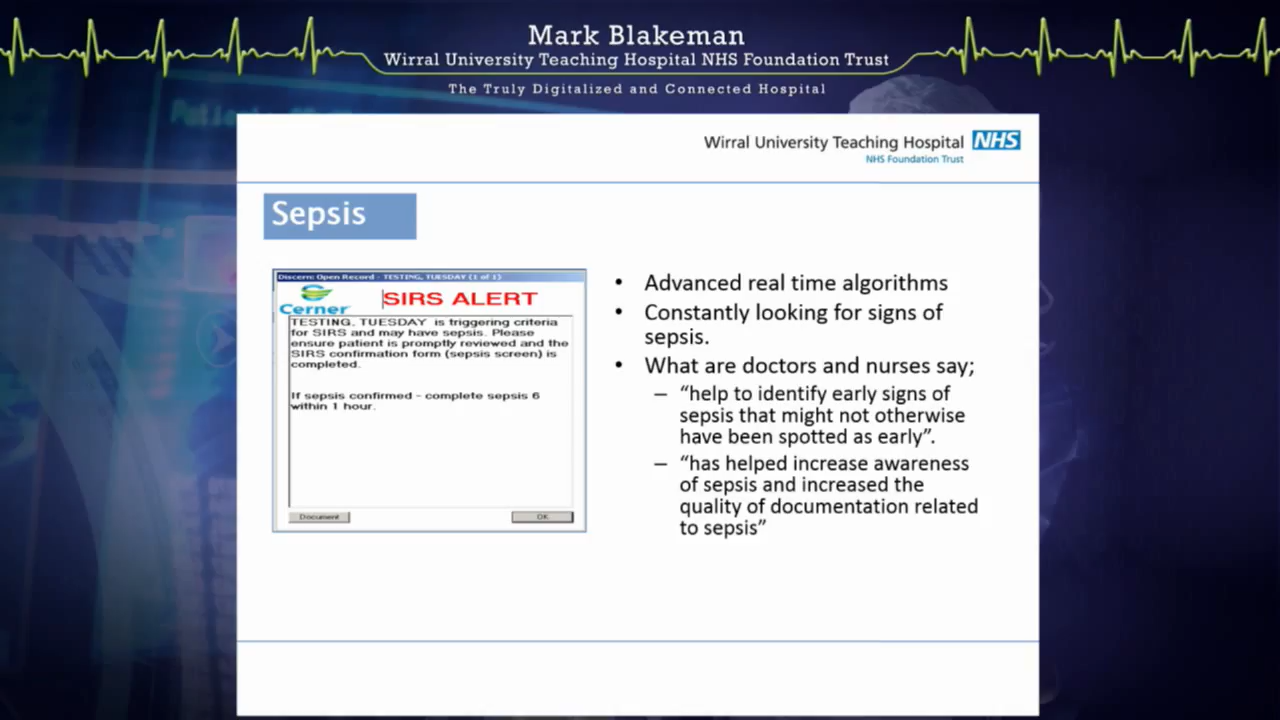 Mark Blakeman
Wirral University Teaching Hospital NHS Foundation Trust
The Truly Digitalized and Connected Hospital
Wirral University Teaching Hospital NHS
NHS Foundation Trust
Sepsis
Discern: Open Record - TESTING, TUESDAY (1 of 1)
Cerner
SIRS ALERT
TESTING, TUESDAY is triggering criteria
for SIRS and may have sepsis. Please
ensure patient is promptly reviewed and the
SIRS confirmation form (sepsis screen) is
completed.
If sepsis confirmed - complete sepsis 6
within 1 hour.
Document
OK
• Advanced real time algorithms
• Constantly looking for signs of
sepsis.
• What are doctors and nurses say;
– “help to identify early signs of
sepsis that might not otherwise
have been spotted as early”.
– “has helped increase awareness
of sepsis and increased the
quality of documentation related
to sepsis”